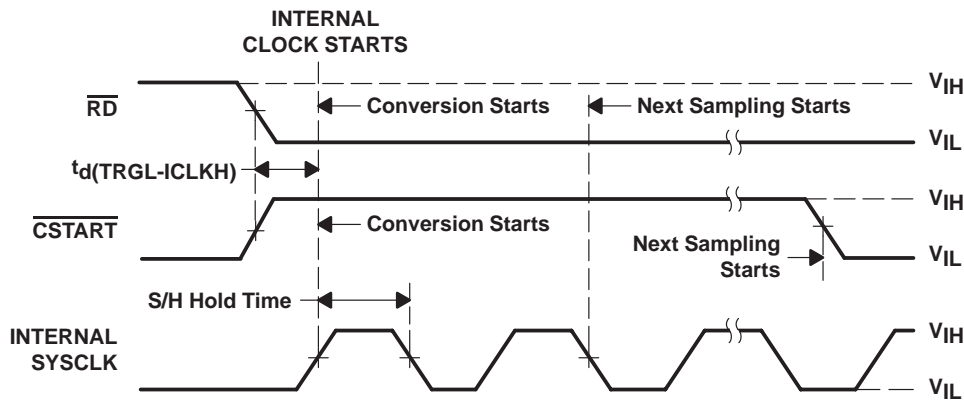 INTERNAL
CLOCK STARTS
VIH
RD
Conversion Starts
Next Sampling Starts
VIL
td(TRGL-ICLKH)
VIH
CSTART
Conversion Starts
Next Sampling
Starts
VIL
S/H Hold Time
INTERNAL
SYSCLK
VIH
VIL